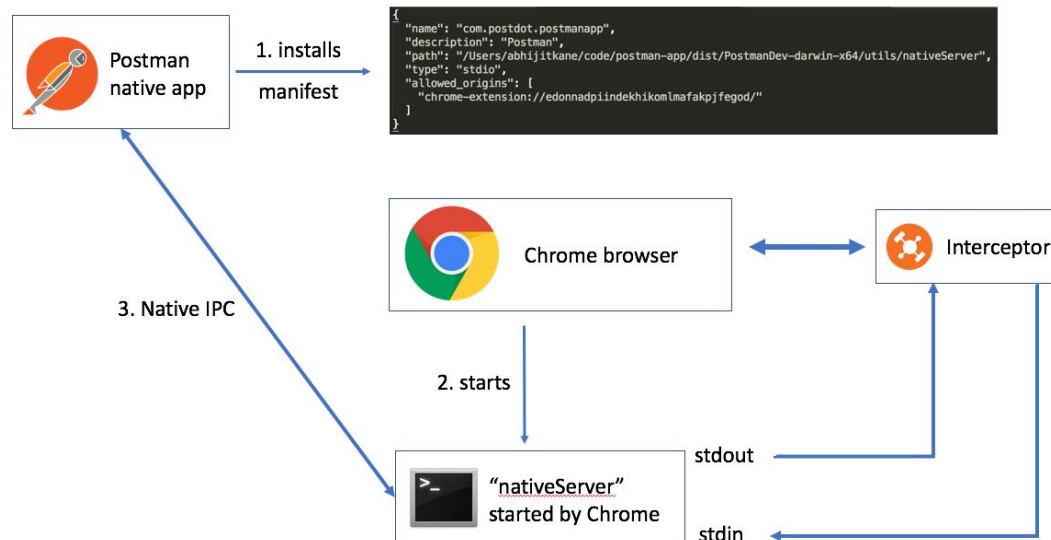 Postman
native app
1. installs
manifest
{
"name": "com.postdot.postmanapp",
"description": "Postman",
"path": "/Users/abhijitkane/code/postman-app/dist/PostmanDev-darwin-x64/utils/nativeServer",
"type": "stdio",
"allowed_origins": [
"chrome-extension://edonnadpiindekhikomlmafakpjfegod/"
]
}
Chrome browser
Interceptor
3. Native IPC
2. starts
>_
“nativeServer”
started by Chrome
stdout
stdin